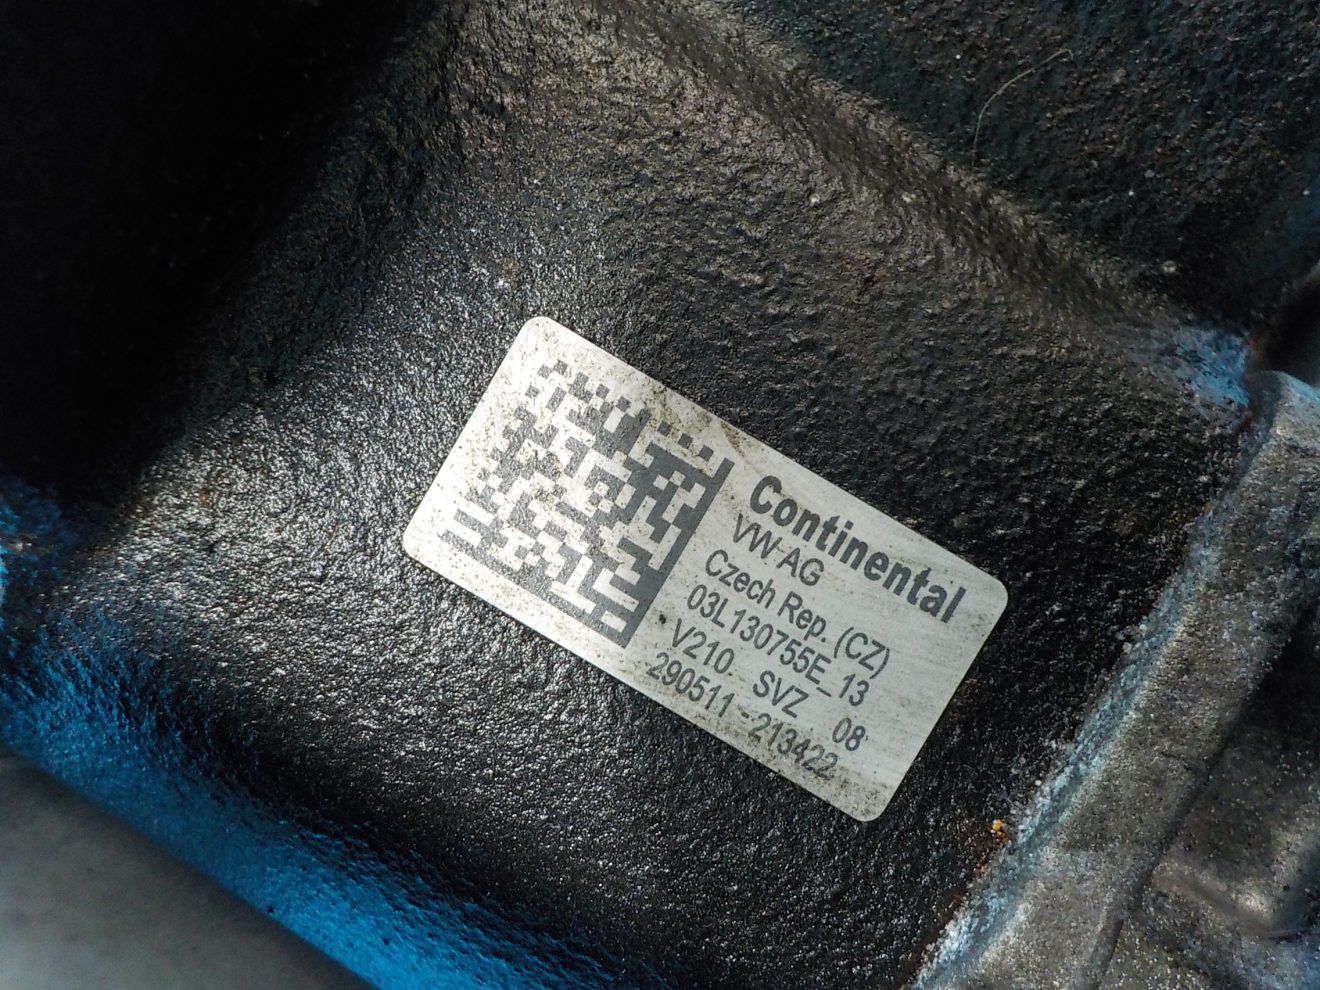 Continental
VW AG
Czech Rep. (CZ)
03L130755E_13
V210 SVZ 08
290511 - 213422